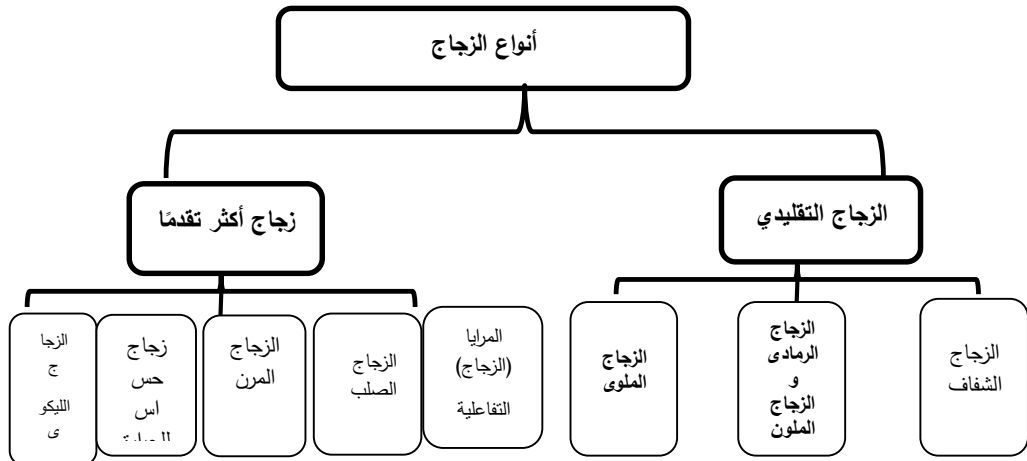 أنواع الزجاج
الزجاج التقليدي
زجاج أكثر تقدمًا
الزجاج
الشفاف
الزجاج
الرمادى
و
الزجاج
الملون
الزجاج
الملوى
المرايا
(الزجاج)
التفاعلية
الزجاج
الصلب
الزجاج
المرن
زجاج
حس
اس
الزجا
ج
الليكو
ى